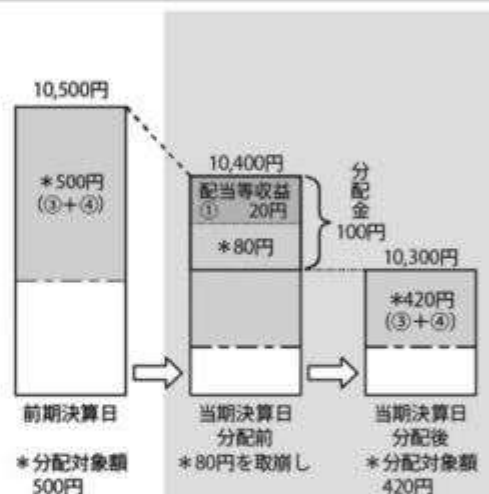 10,500円
*500円
(③+④)
前期決算日
*分配対象額
500円
10,400円
配当等収益
① 20円
*80円
分配金
100円
当期決算日
分配前
*80円を取崩し
10,300円
*420円
(③+④)
当期決算日
分配後
*分配対象額
420円